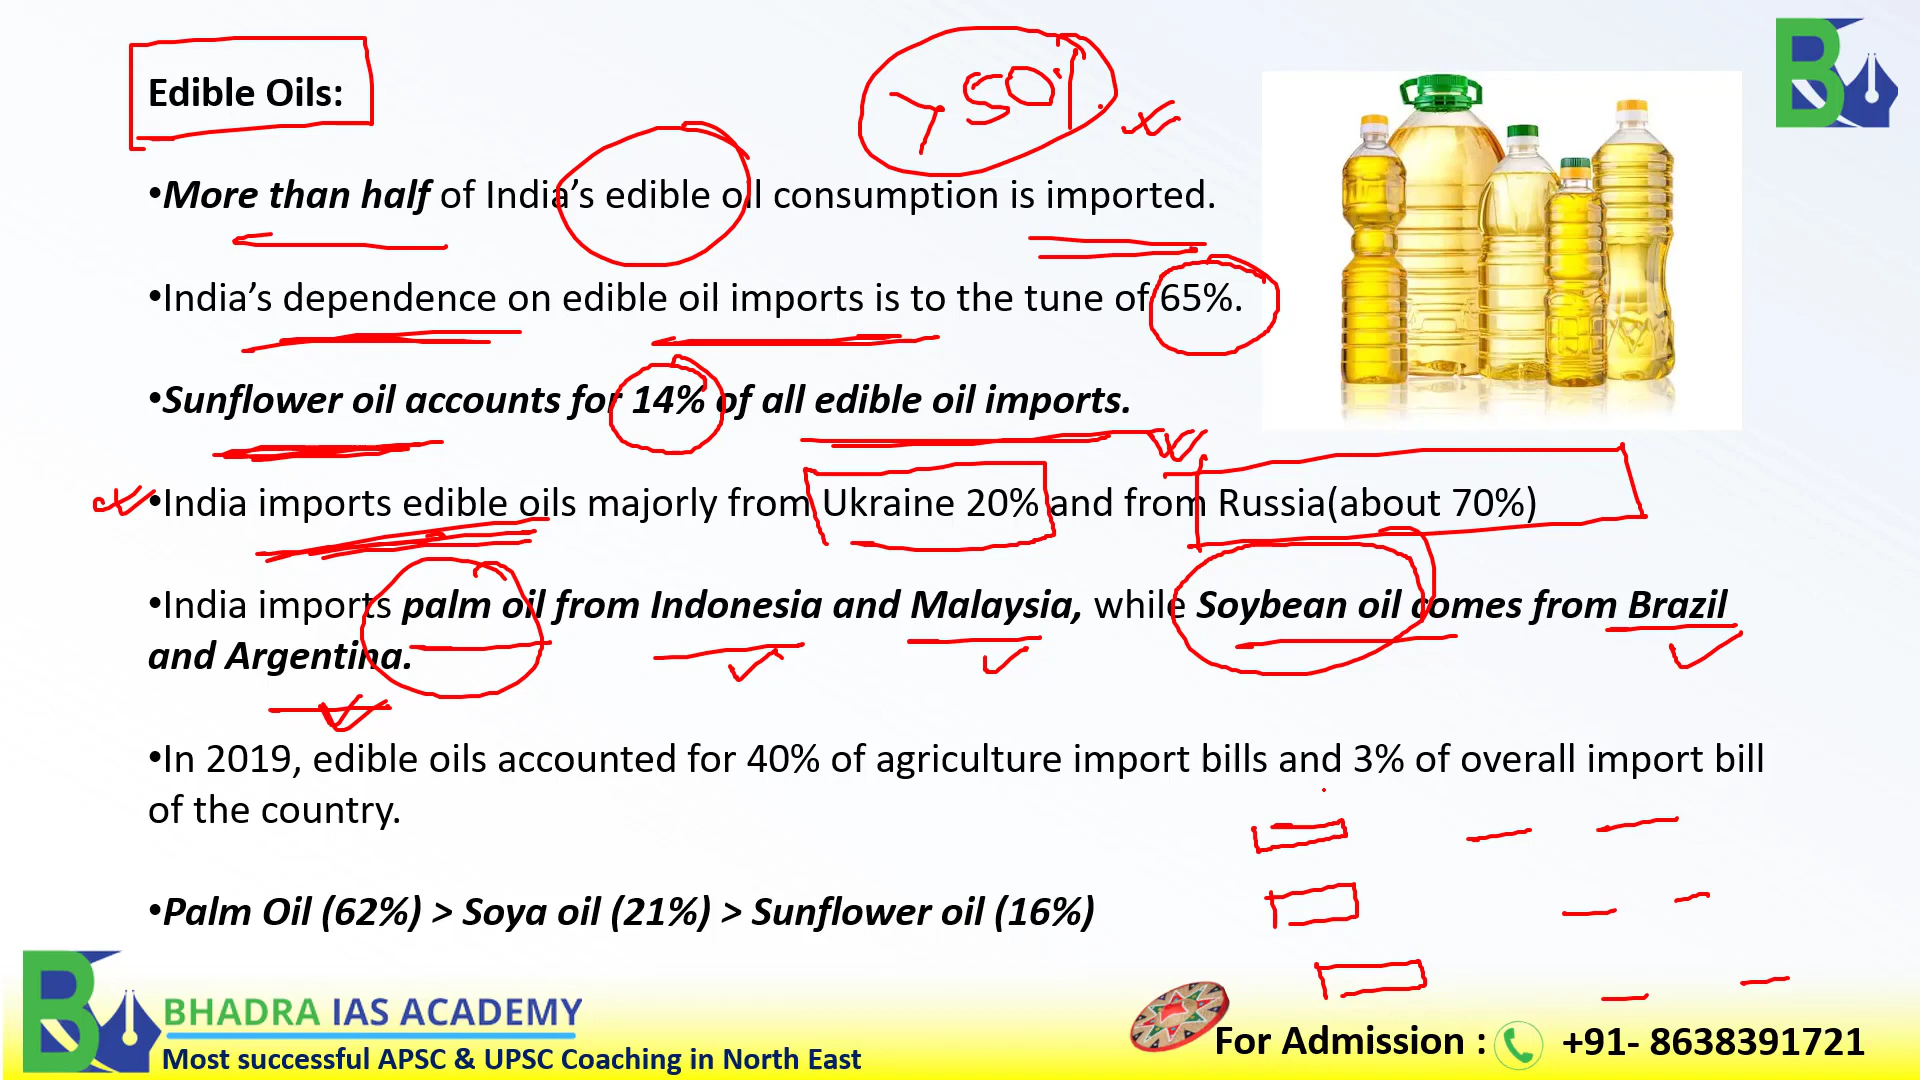 Edible Oils:
•More than half of India’s edible oil consumption is imported.
•India’s dependence on edible oil imports is to the tune of 65%.
•Sunflower oil accounts for 14% of all edible oil imports.
•India imports edible oils majorly from Ukraine 20% and from Russia(about 70%)
•India imports palm oil from Indonesia and Malaysia, while Soybean oil comes from Brazil
and Argentina.
•In 2019, edible oils accounted for 40% of agriculture import bills and 3% of overall import bill
of the country.
•Palm Oil (62%) > Soya oil (21%) > Sunflower oil (16%)
BHADRA IAS ACADEMY
Most successful APSC & UPSC Coaching in North East
For Admission : +91- 8638391721